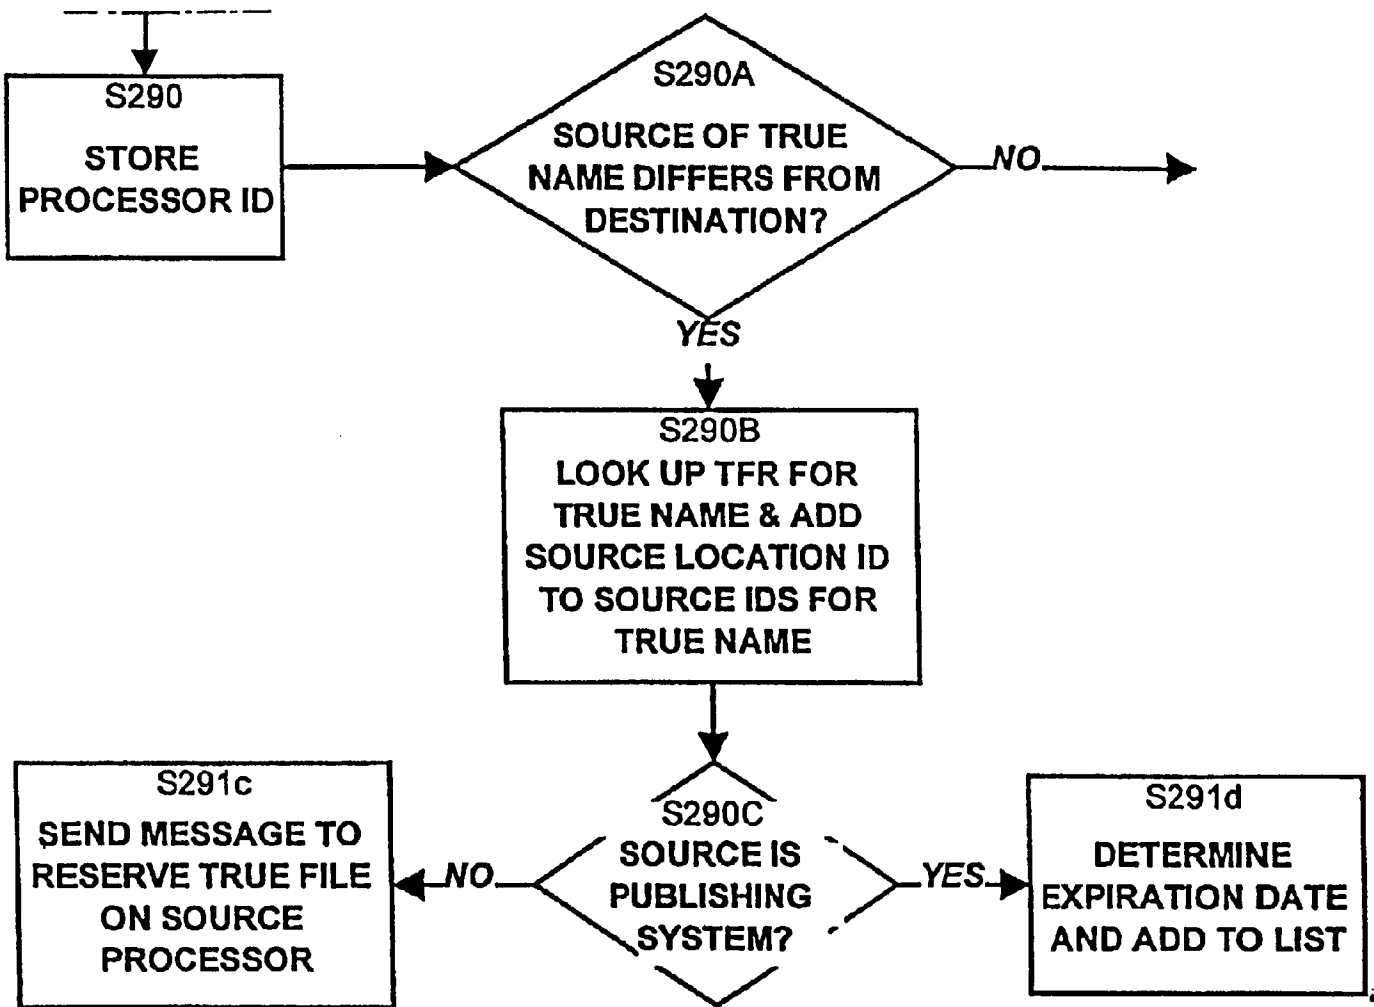 S290
STORE
PROCESSOR ID
S290A
SOURCE OF TRUE
NAME DIFFERS FROM
DESTINATION?
NO
YES
S290B
LOOK UP TFR FOR
TRUE NAME & ADD
SOURCE LOCATION ID
TO SOURCE IDS FOR
TRUE NAME
S291c
SEND MESSAGE TO
RESERVE TRUE FILE
ON SOURCE
PROCESSOR
NO
S290C
SOURCE IS
PUBLISHING
SYSTEM?
YES
S291d
DETERMINE
EXPIRATION DATE
AND ADD TO LIST